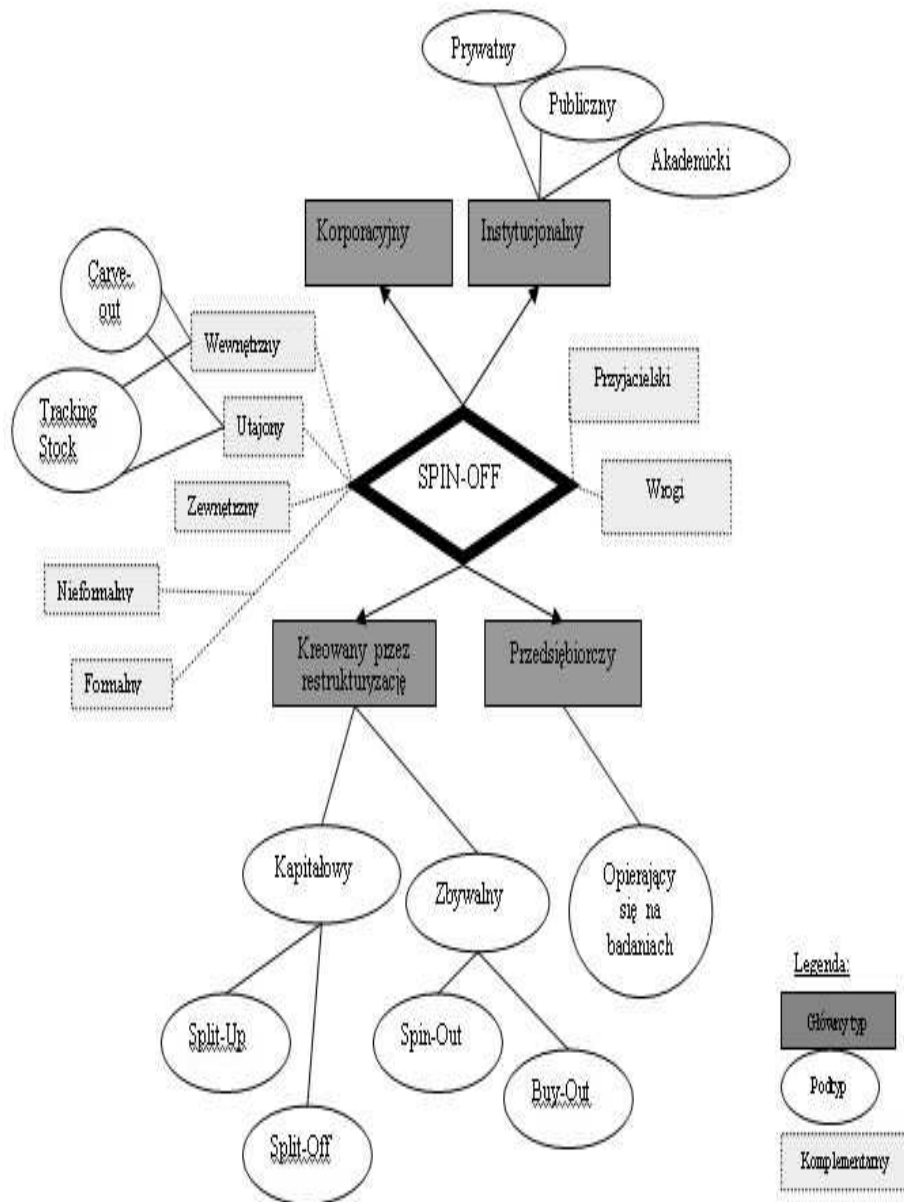 Prywatny
Publiczny
Akademicki
Korporacyjny
Instytucjonalny
Carve-
out
Wewnętrzny
Przyjacielski
Tracking
Stock
Utajony
SPIN-OFF
Wrogi
Zewnętrzny
Nieformalny
Formalny
Kreowany przez
restrukturyzację
Przedsiębiorczy
Kapitałowy
Zbywalny
Opierający
się na
badaniach
Split-Up
Spin-Out
Buy-Out
Split-Off
Legenda:
Główny typ
Podtyp
Komplementarny